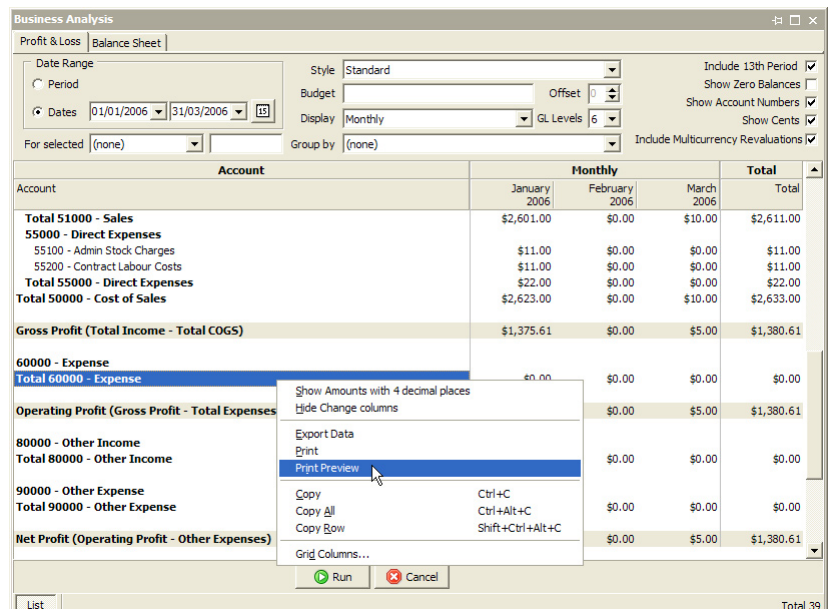 Business Analysis
Profit & Loss Balance Sheet
Date Range
Period
Dates 01/01/2006 31/03/2006 15
For selected (none)
Style Standard
Budget Offset 0
Display Monthly GL Levels 6
Group by (none)
Include 13th Period
Show Zero Balances
Show Account Numbers
Show Cents
Include Multicurrency Revaluations
Account Monthly Total
Account January 2006 February 2006 March 2006 Total
Total 51000 - Sales $2,601.00 $0.00 $10.00 $2,611.00
55000 - Direct Expenses
55100 - Admin Stock Charges $11.00 $0.00 $0.00 $11.00
55200 - Contract Labour Costs $11.00 $0.00 $0.00 $11.00
Total 55000 - Direct Expenses $22.00 $0.00 $0.00 $22.00
Total 50000 - Cost of Sales $2,623.00 $0.00 $10.00 $2,633.00
Gross Profit (Total Income - Total COGS) $1,375.61 $0.00 $5.00 $1,380.61
60000 - Expense
Total 60000 - Expense $0.00 $0.00 $0.00 $0.00
Operating Profit (Gross Profit - Total Expenses $0.00 $5.00 $1,380.61
80000 - Other Income
Total 80000 - Other Income $0.00 $0.00 $0.00
90000 - Other Expense
Total 90000 - Other Expense $0.00 $0.00 $0.00
Net Profit (Operating Profit - Other Expenses) $0.00 $5.00 $1,380.61
Show Amounts with 4 decimal places
Hide Change columns
Export Data
Print
Print Preview
Copy Ctrl+C
Copy All Ctrl+Alt+C
Copy Row Shift+Ctrl+Alt+C
Grid Columns...
Run Cancel
List Total 39